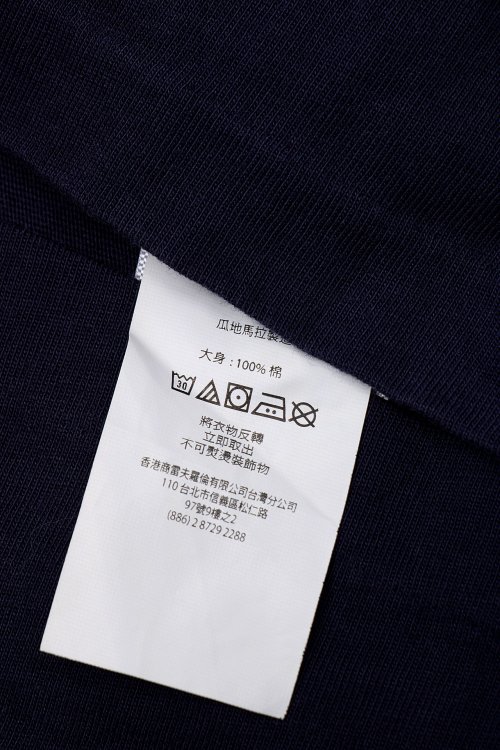 瓜地馬拉製造
大身 : 100% 棉
30
將衣物反轉
立即取出
不可熨燙裝飾物
香港商雷夫羅倫有限公司台灣分公司
110 台北市信義區松仁路
97號9樓之2
(886) 2 8729 2288